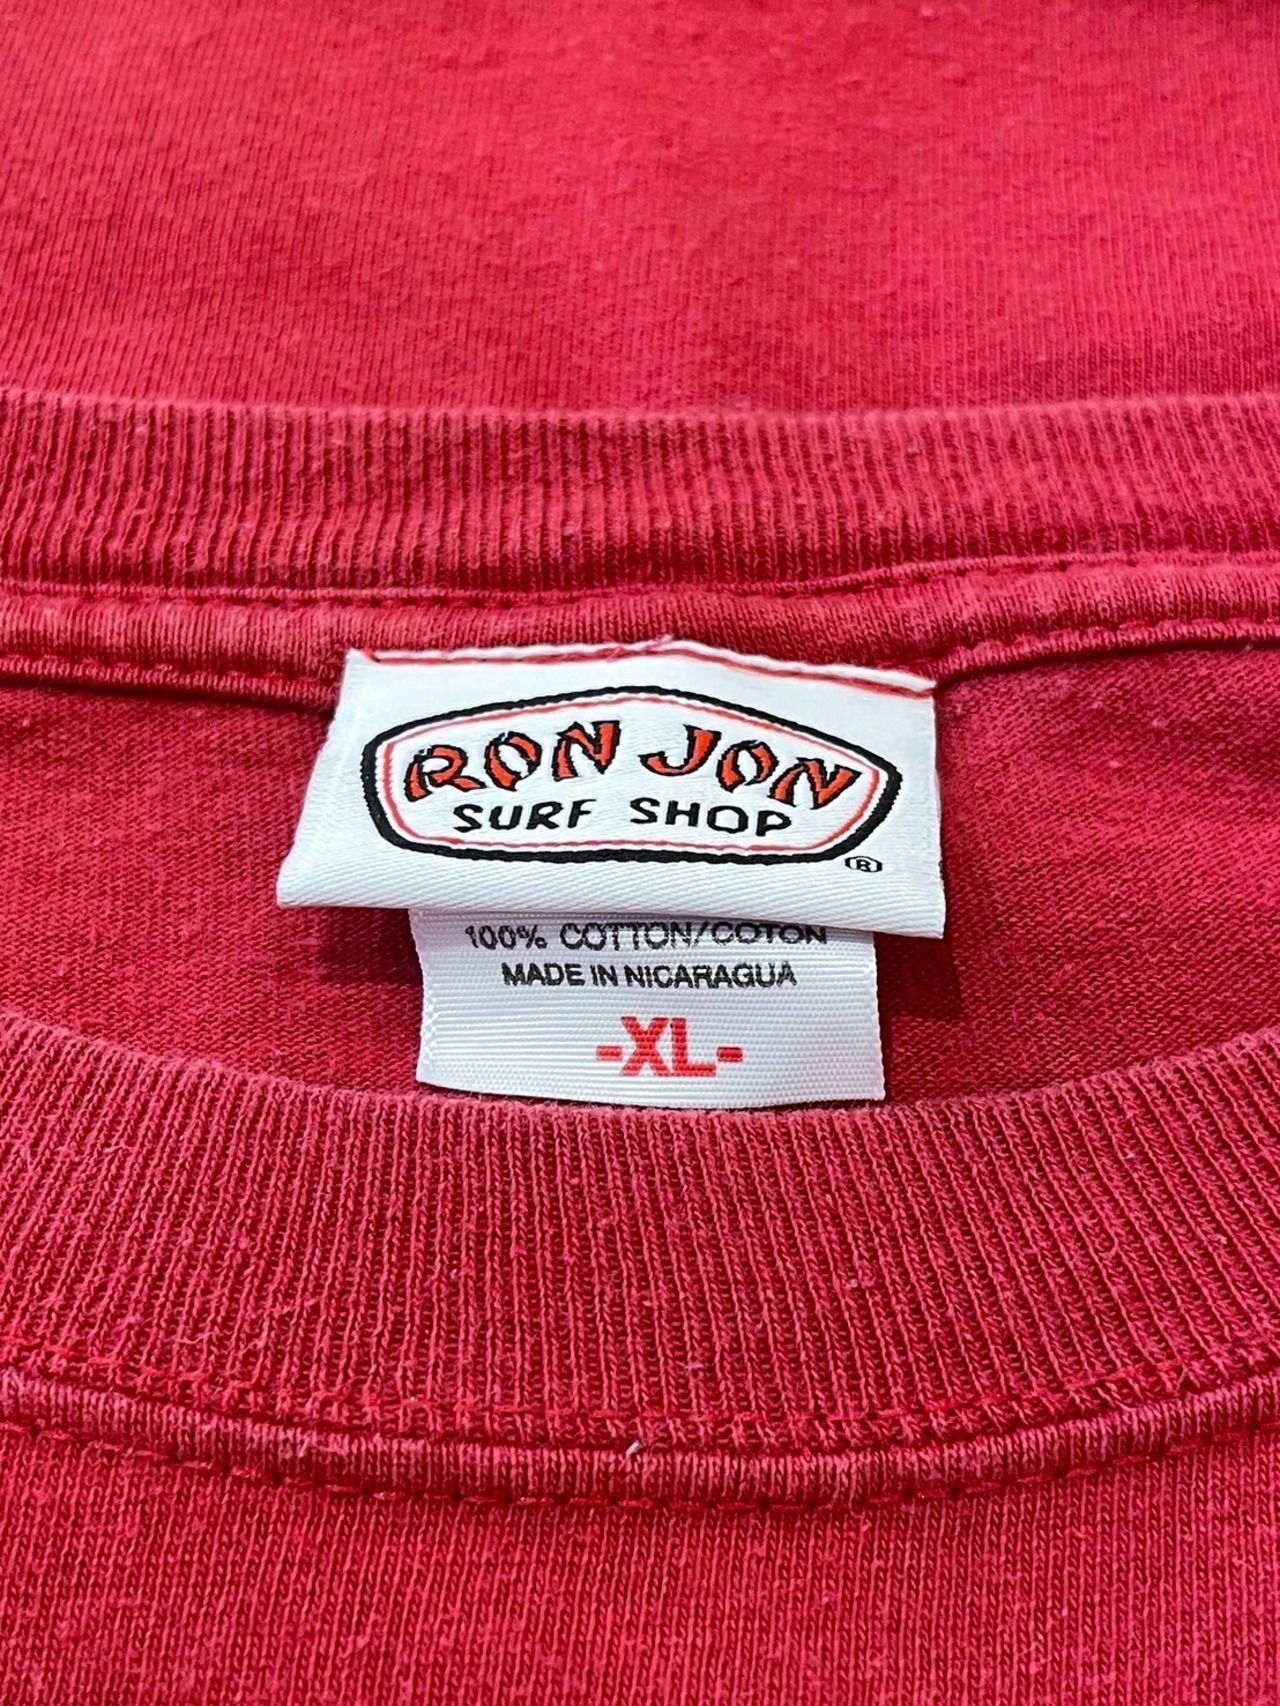 RON JON
SURF SHOP
®
100% COTTON/COTON
MADE IN NICARAGUA
-XL-